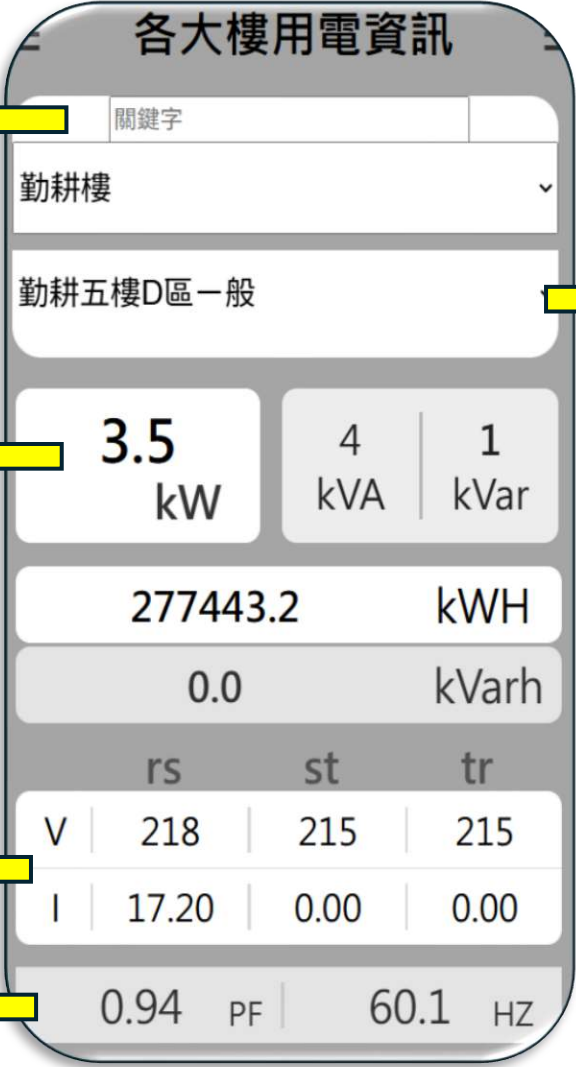 各大樓用電資訊
關鍵字
勤耕樓
勤耕五樓D區一般
3.5 kW
4 kVA
1 kVar
277443.2 kWH
0.0 kVarh
rs st tr
V 218 215 215
I 17.20 0.00 0.00
0.94 PF 60.1 HZ